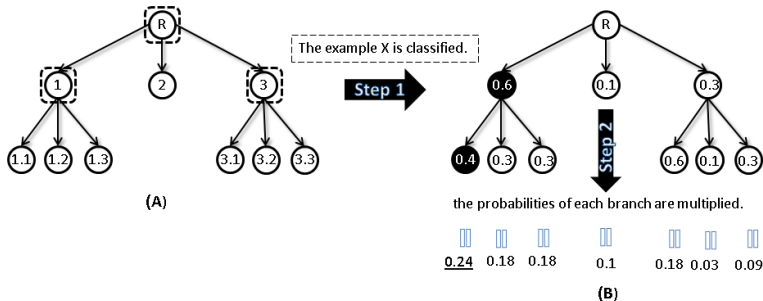 R
The example X is classified.
R
1
2
3
Step 1
0.6
0.1
0.3
1.1
1.2
1.3
3.1
3.2
3.3
0.4
0.3
0.3
Step 2
0.6
0.1
0.3
(A)
the probabilities of each branch are multiplied.
0.24 0.18 0.18 0.1 0.18 0.03 0.09
(B)